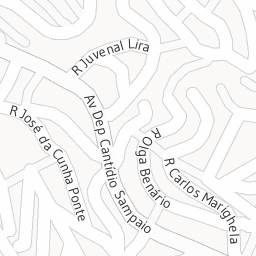 R Juvenal Lira
R José da Cunha Ponte
Av Dep Cantídio Sampaio
R Olga Benário
R Carlos Marighela